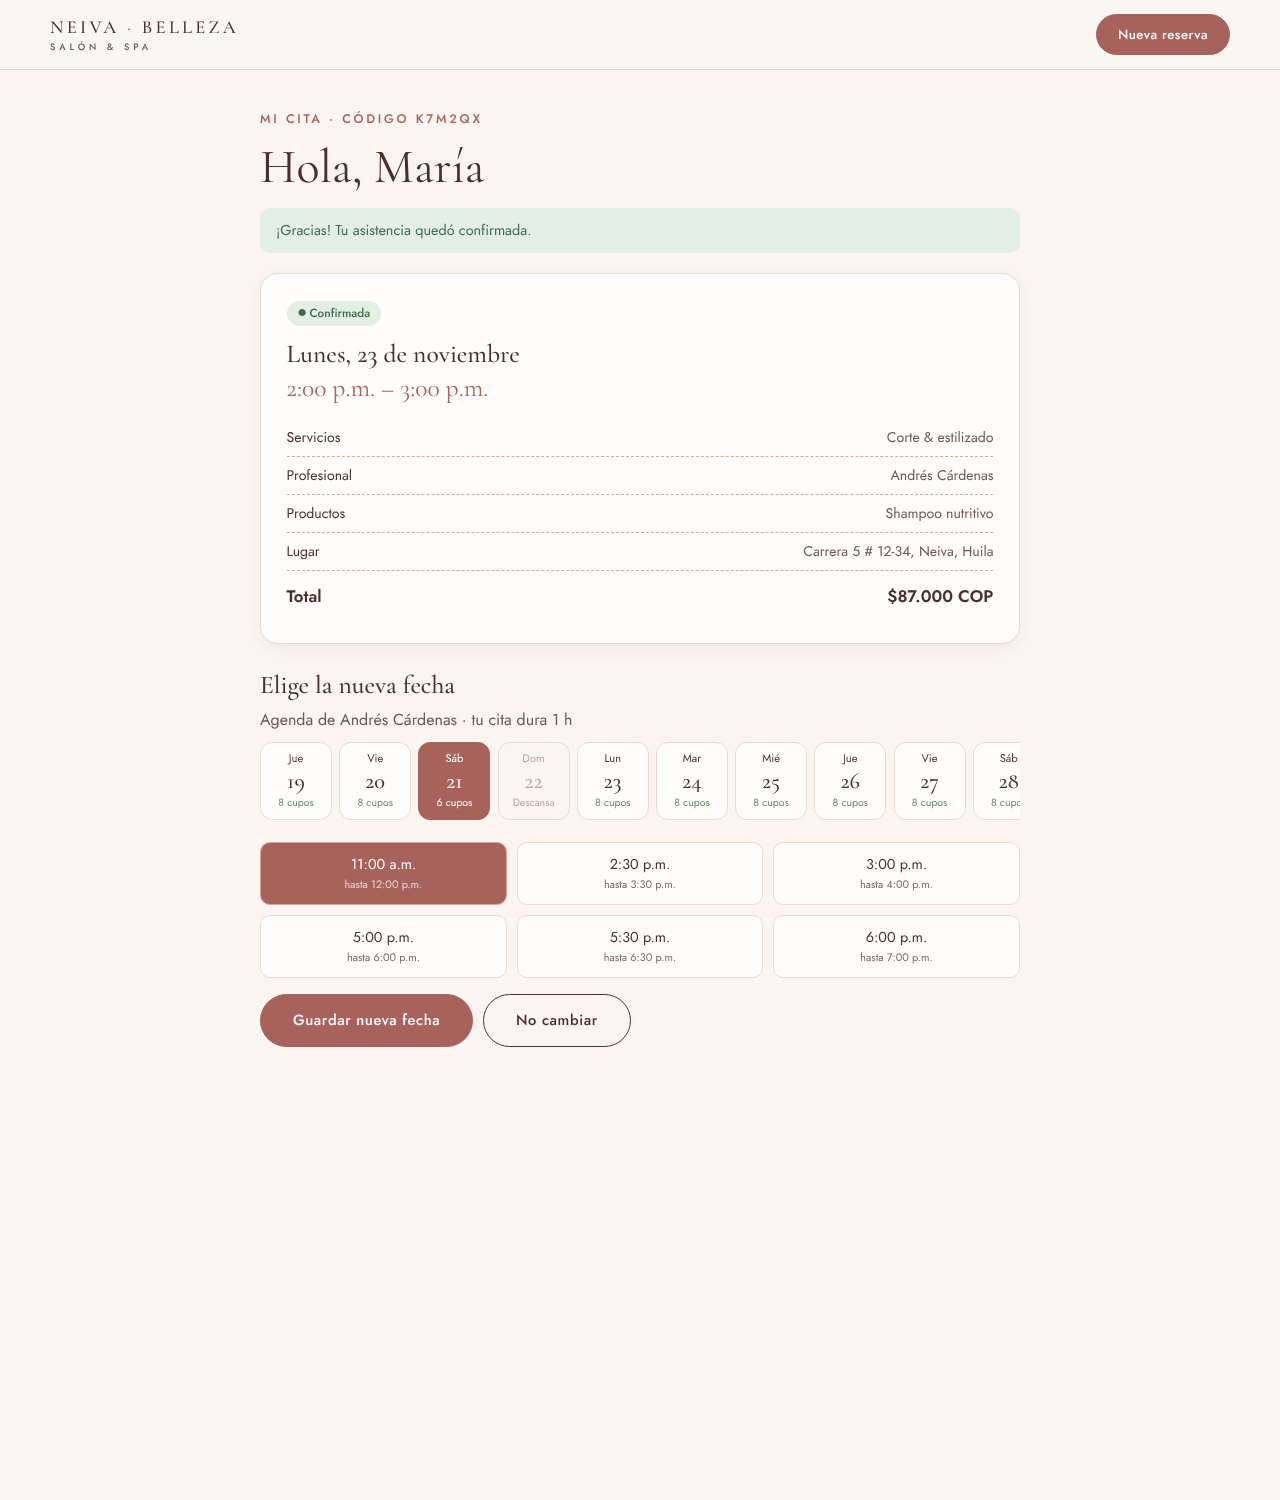 NEIVA · BELLEZA
SALÓN & SPA
Nueva reserva
MI CITA · CÓDIGO K7M2QX
Hola, María
¡Gracias! Tu asistencia quedó confirmada.
Confirmada
Lunes, 23 de noviembre
2:00 p.m. – 3:00 p.m.
Servicios Corte & estilizado
Profesional Andrés Cárdenas
Productos Shampoo nutritivo
Lugar Carrera 5 # 12-34, Neiva, Huila
Total $87.000 COP
Elige la nueva fecha
Agenda de Andrés Cárdenas · tu cita dura 1 h
Jue Vie Sáb Dom Lun Mar Mié Jue Vie Sáb
19 20 21 22 23 24 25 26 27 28
8 cupos 8 cupos 6 cupos Descansa 8 cupos 8 cupos 8 cupos 8 cupos 8 cupos 8 cupo
11:00 a.m. 2:30 p.m. 3:00 p.m.
hasta 12:00 p.m. hasta 3:30 p.m. hasta 4:00 p.m.
5:00 p.m. 5:30 p.m. 6:00 p.m.
hasta 6:00 p.m. hasta 6:30 p.m. hasta 7:00 p.m.
Guardar nueva fecha No cambiar